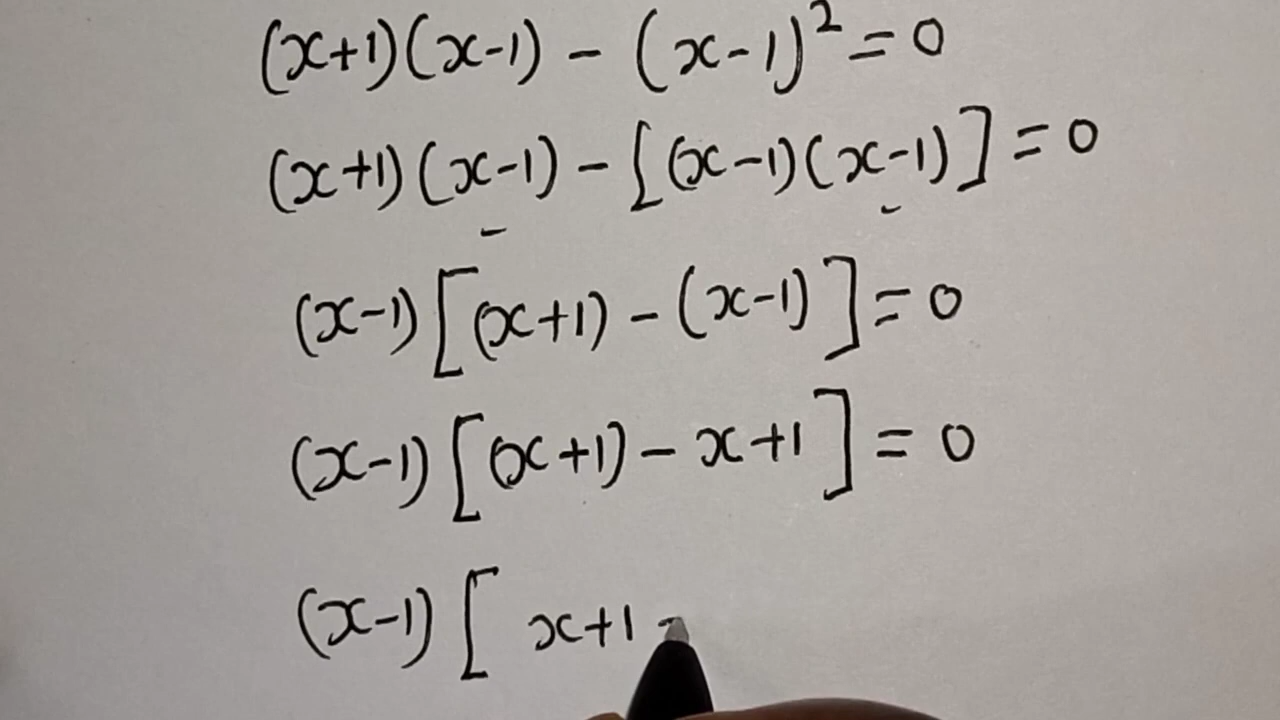 (x+1)(x-1) - (x-1)² = 0
(x+1)(x-1) - [(x-1)(x-1)] = 0
(x-1)[(x+1) - (x-1)] = 0
(x-1)[(x+1) - x+1] = 0
(x-1)[ x+1 -